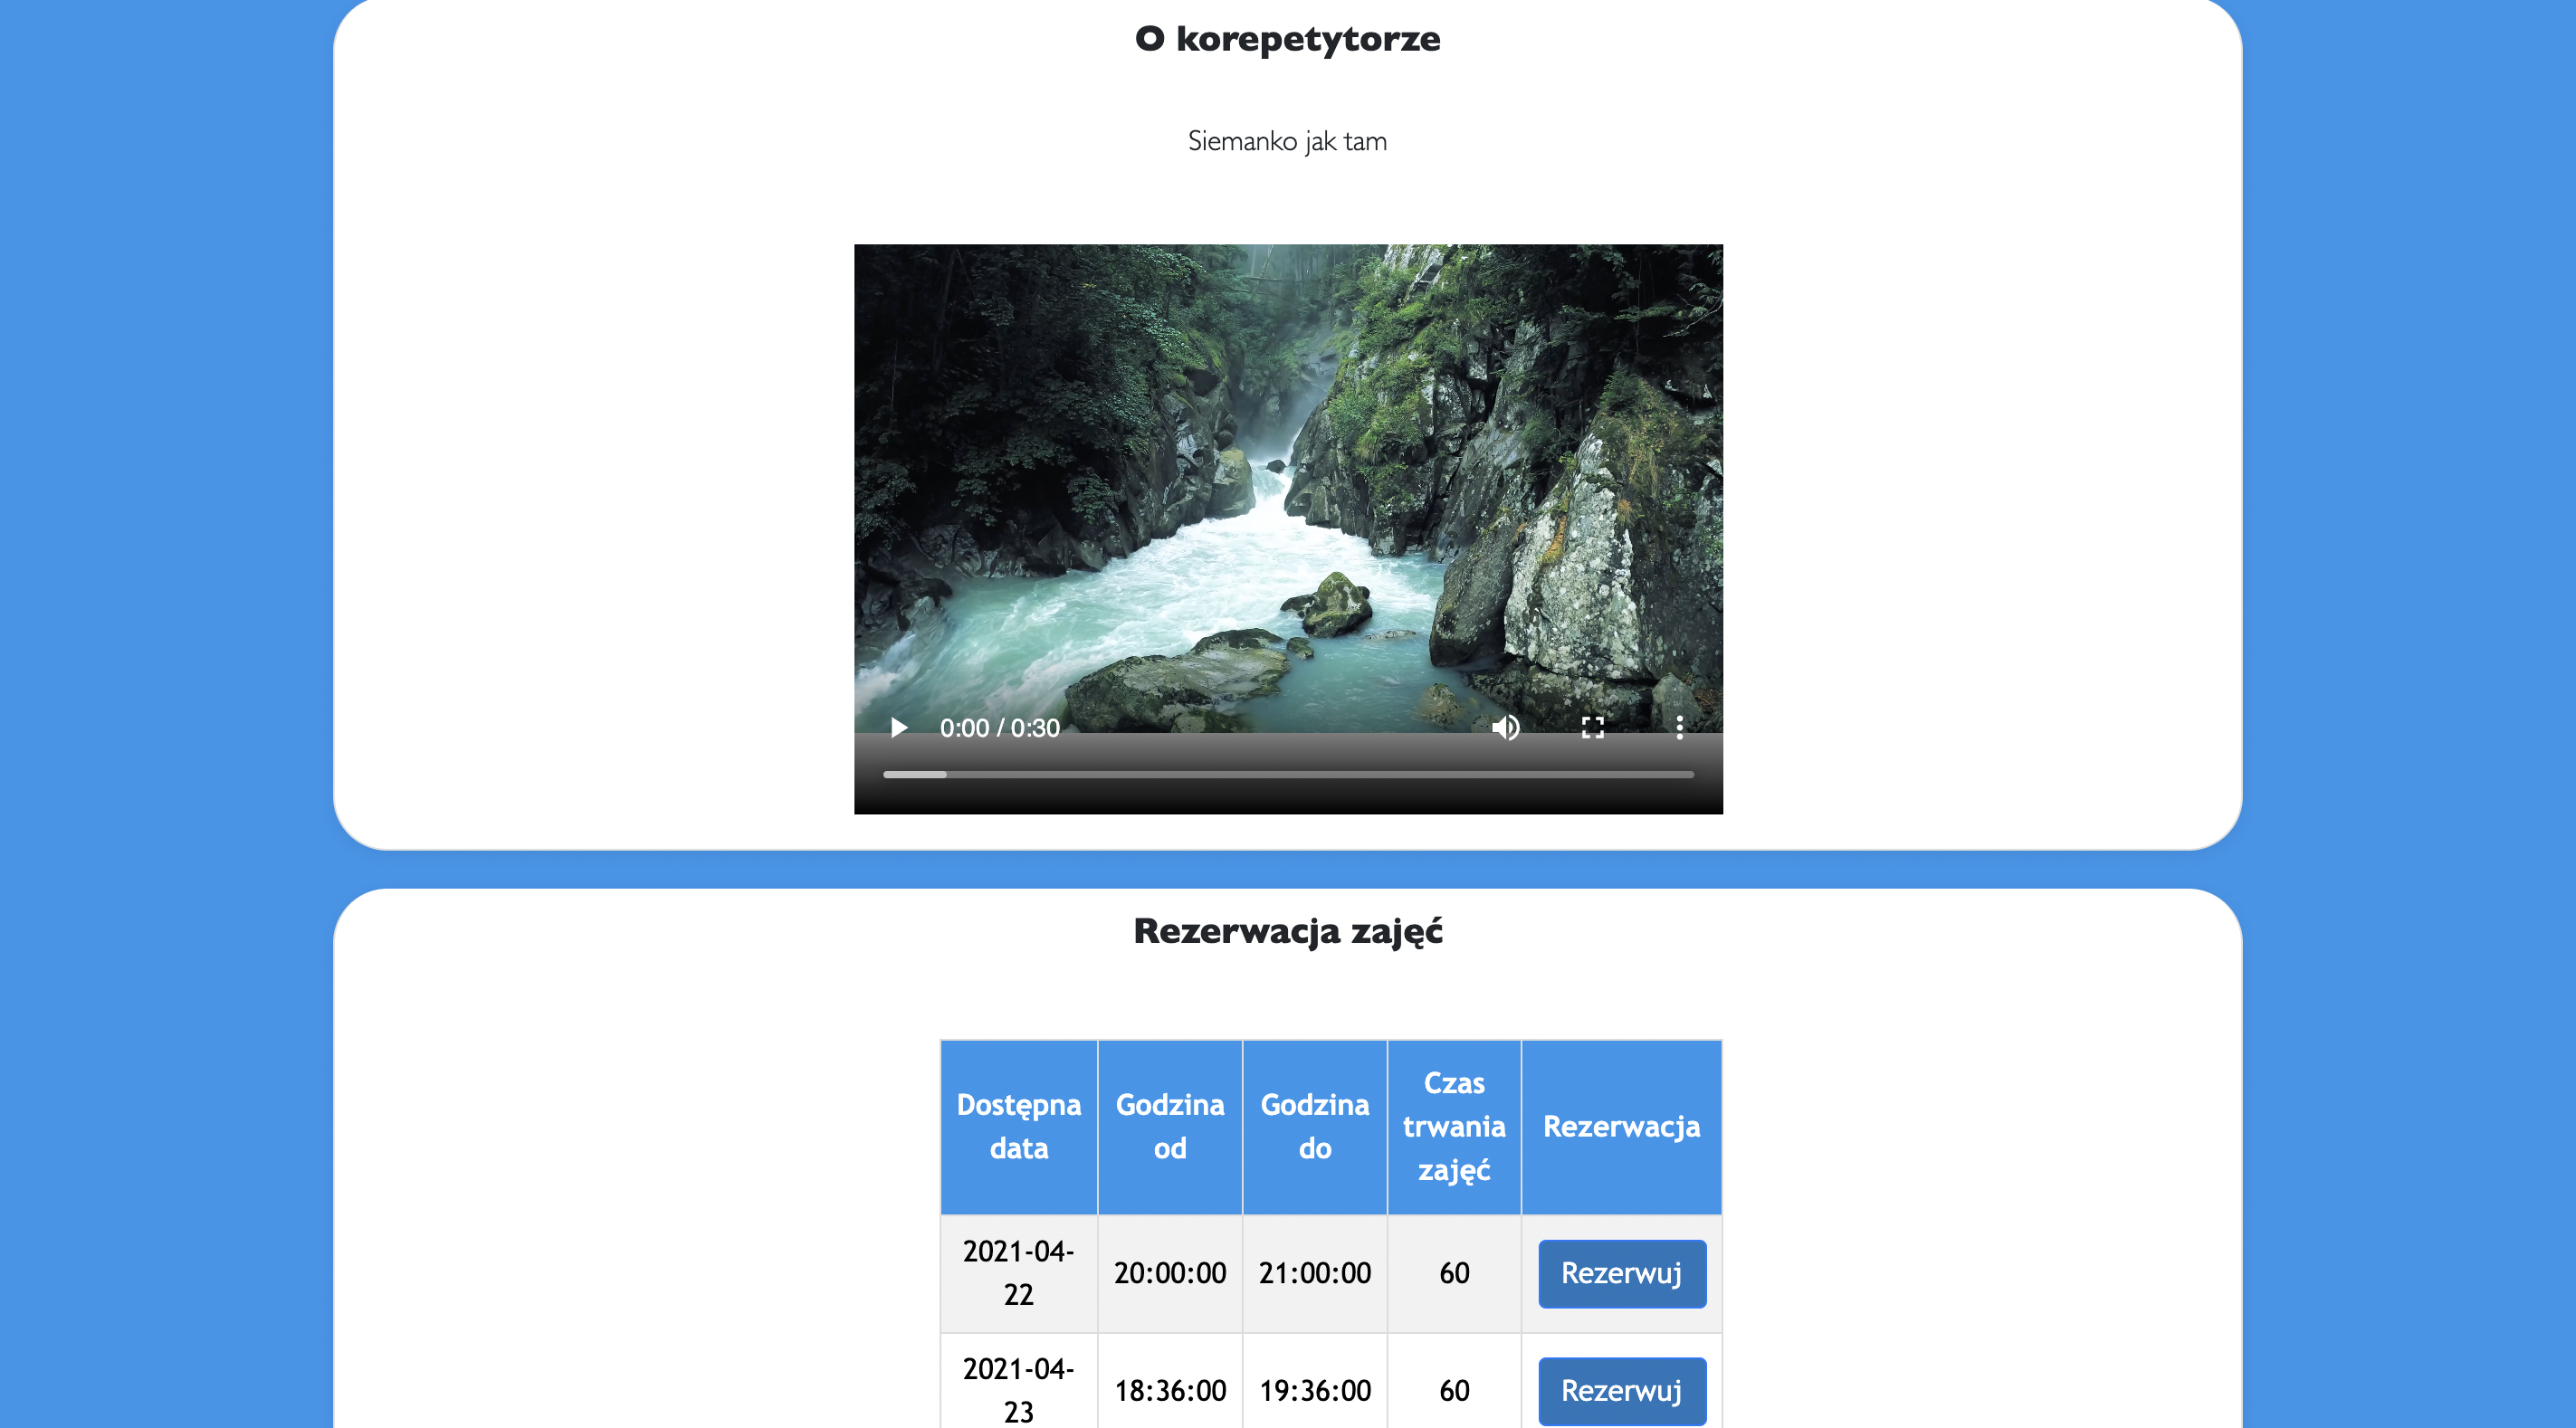 O korepetytorze
Siemanko jak tam
0:00 / 0:30
Rezerwacja zajęć
Dostępna data
Godzina od
Godzina do
Czas trwania zajęć
Rezerwacja
2021-04-22
20:00:00
21:00:00
60
Rezerwuj
2021-04-23
18:36:00
19:36:00
60
Rezerwuj